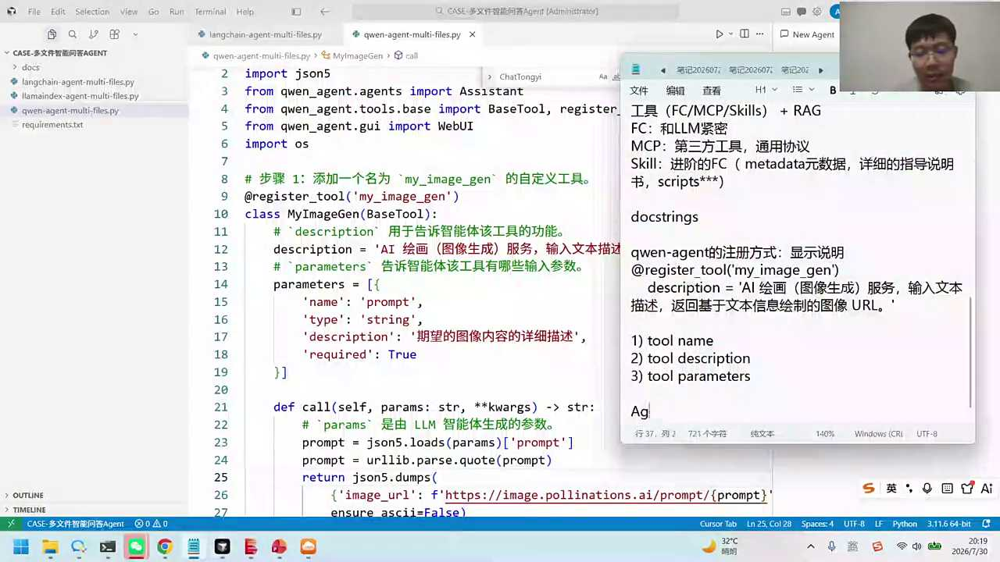 File Edit Selection View Go Run Terminal Help
CASE-多文件智能问答Agent [Administrator]
langchain-agent-multi-files.py
qwen-agent-multi-files.py
New Agent
CASE-多文件智能问答AGENT
docs
langchain-agent-multi-files.py
llamaindex-agent-multi-files.py
qwen-agent-multi-files.py
requirements.txt
OUTLINE
TIMELINE
qwen-agent-multi-files.py > MyImageGen > call
ChatTongyi Aa
2 import json5
3 from qwen_agent.agents import Assistant
4 from qwen_agent.tools.base import BaseTool, register_
5 from qwen_agent.gui import WebUI
6 import os
7
8 # 步骤 1：添加一个名为 `my_image_gen` 的自定义工具。
9 @register_tool('my_image_gen')
10 class MyImageGen(BaseTool):
11 # `description` 用于告诉智能体该工具的功能。
12 description = 'AI 绘画（图像生成）服务，输入文本描述
13 # `parameters` 告诉智能体该工具有哪些输入参数。
14 parameters = [{
15 'name': 'prompt',
16 'type': 'string',
17 'description': '期望的图像内容的详细描述',
18 'required': True
19 }]
20
21 def call(self, params: str, **kwargs) -> str:
22 # `params` 是由 LLM 智能体生成的参数。
23 prompt = json5.loads(params)['prompt']
24 prompt = urllib.parse.quote(prompt)
25 return json5.dumps(
26 {'image_url': f'https://image.pollinations.ai/prompt/{prompt}'
27 ensure_ascii=False)
笔记2026072 笔记2026072 笔记202
文件 编辑 查看 H1 B
工具（FC/MCP/Skills） + RAG
FC：和LLM紧密
MCP：第三方工具，通用协议
Skill：进阶的FC（ metadata元数据，详细的指导说明
书，scripts***）
docstrings
qwen-agent的注册方式：显示说明
@register_tool('my_image_gen')
description = 'AI 绘画（图像生成）服务，输入文本
描述，返回基于文本信息绘制的图像 URL。'
1) tool name
2) tool description
3) tool parameters
Ag
行 37，列 721 个字符 纯文本 140% Windows (CRL UTF-8
英
CASE-多文件智能问答Agent 0 0 Cursor Tab Ln 25, Col 28 Spaces: 4 UTF-8 LF Python 3.11.6 64-bit
32°C
晴朗
英
20:19
2026/7/30